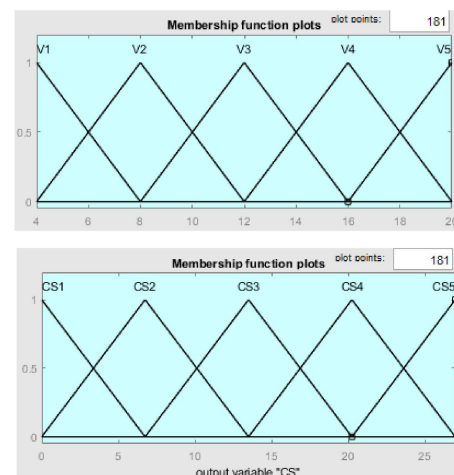 Membership function plots plot points: 181
V1 V2 V3 V4 V5
1
0.5
0
4 6 8 10 12 14 16 18 20
Membership function plots plot points: 181
CS1 CS2 CS3 CS4 CS5
1
0.5
0
0 5 10 15 20 25
output variable "CS"